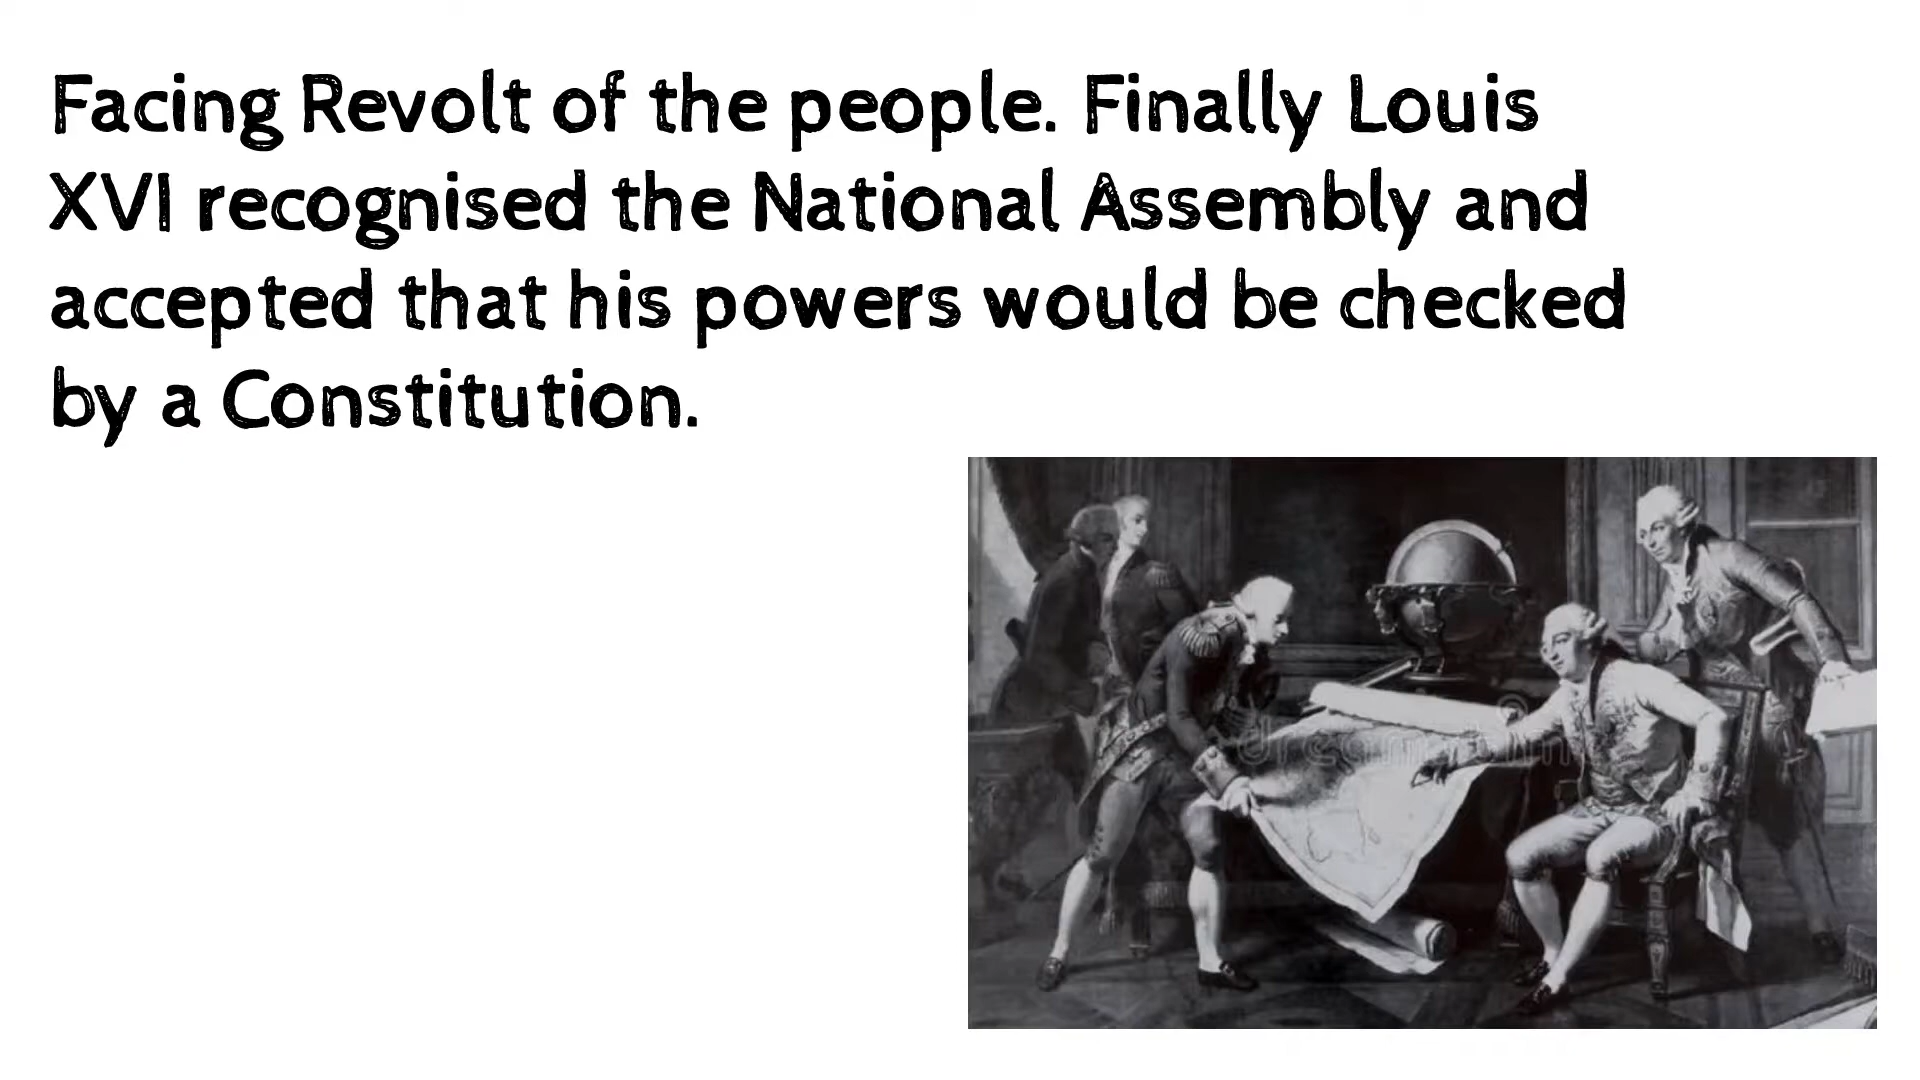 Facing Revolt of the people. Finally Louis
XVI recognised the National Assembly and
accepted that his powers would be checked
by a Constitution.
dreamstime